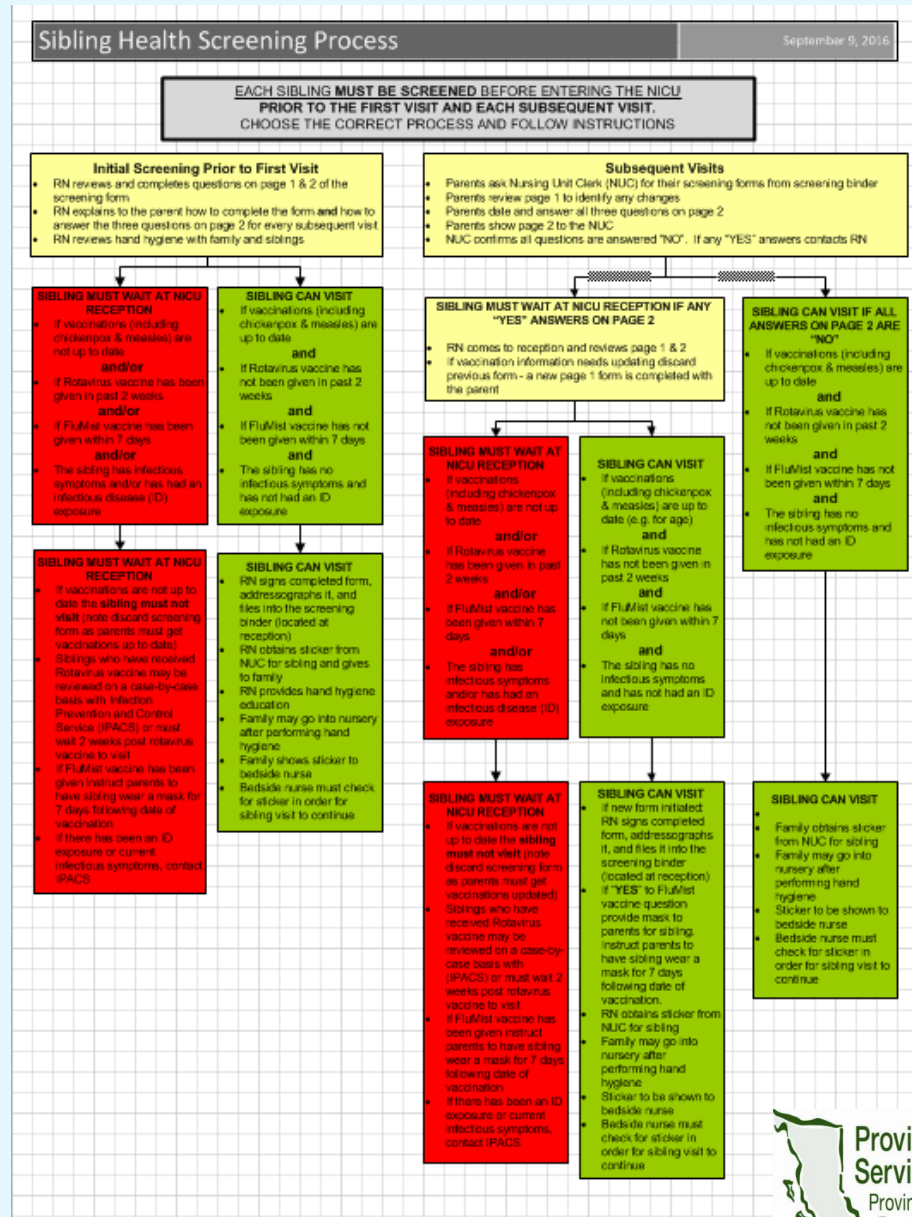 Sibling Health Screening Process
September 9, 2016
EACH SIBLING MUST BE SCREENED BEFORE ENTERING THE NICU
PRIOR TO THE FIRST VISIT AND EACH SUBSEQUENT VISIT.
CHOOSE THE CORRECT PROCESS AND FOLLOW INSTRUCTIONS
Initial Screening Prior to First Visit
• RN reviews and completes questions on page 1 & 2 of the
screening form
• RN explains to the parent how to complete the form and how to
answer the three questions on page 2 for every subsequent visit
• RN reviews hand hygiene with family and siblings
SIBLING MUST WAIT AT NICU
RECEPTION
• If vaccinations (including
chickenpox & measles) are
not up to date
and/or
• If Rotavirus vaccine has been
given in past 2 weeks
and/or
• If FluMist vaccine has been
given within 7 days
and/or
• The sibling has infectious
symptoms and/or has had an
infectious disease (ID)
exposure
SIBLING CAN VISIT
• If vaccinations (including
chickenpox & measles) are
up to date
and
• If Rotavirus vaccine has
not been given in past 2
weeks
and
• If FluMist vaccine has not
been given within 7 days
and
• The sibling has no
infectious symptoms and
has not had an ID
exposure
SIBLING MUST WAIT AT NICU
RECEPTION
• If vaccinations are not up to
date the sibling must not
visit (note discard screening
form as parents must get
vaccinations up to date)
• Siblings who have received
Rotavirus vaccine may be
reviewed on a case-by-case
basis with Infection
Prevention and Control
Service (IPACS) or must
wait 2 weeks post rotavirus
vaccine to visit
• If FluMist vaccine has been
given instruct parents to
have sibling wear a mask for
7 days following date of
vaccination
• If there has been an ID
exposure or current
infectious symptoms, contact
IPACS
SIBLING CAN VISIT
• RN signs completed form,
addressographs it, and
files into the screening
binder (located at
reception)
• RN obtains sticker from
NUC for sibling and gives
to family
• RN provides hand hygiene
education
• Family may go into nursery
after performing hand
hygiene
• Family shows sticker to
bedside nurse
• Bedside nurse must check
for sticker in order for
sibling visit to continue
Subsequent Visits
• Parents ask Nursing Unit Clerk (NUC) for their screening forms from screening binder
• Parents review page 1 to identify any changes
• Parents date and answer all three questions on page 2
• Parents show page 2 to the NUC
• NUC confirms all questions are answered "NO". If any "YES" answers contacts RN
SIBLING MUST WAIT AT NICU RECEPTION IF ANY
"YES" ANSWERS ON PAGE 2
• RN comes to reception and reviews page 1 & 2
• If vaccination information needs updating discard
previous form - a new page 1 form is completed with
the parent
SIBLING MUST WAIT AT
NICU RECEPTION
• If vaccinations
(including chickenpox
& measles) are not up
to date
and/or
• If Rotavirus vaccine
has been given in past
2 weeks
and/or
• If FluMist vaccine has
been given within 7
days
and/or
• The sibling has
infectious symptoms
and/or has had an
infectious disease (ID)
exposure
SIBLING CAN VISIT
• If vaccinations
(including chickenpox
& measles) are up to
date (e.g. for age)
and
• If Rotavirus vaccine
has not been given in
past 2 weeks
and
• If FluMist vaccine has
not been given within 7
days
and
• The sibling has no
infectious symptoms
and has not had an ID
exposure
SIBLING MUST WAIT AT
NICU RECEPTION
• If vaccinations are not
up to date the sibling
must not visit (note
discard screening form
as parents must get
vaccinations updated)
• Siblings who have
received Rotavirus
vaccine may be
reviewed on a case-by-
case basis with
(IPACS) or must wait 2
weeks post rotavirus
vaccine to visit
• If FluMist vaccine has
been given instruct
parents to have sibling
wear a mask for 7 days
following date of
vaccination
• If there has been an ID
exposure or current
infectious symptoms,
contact IPACS
SIBLING CAN VISIT
• If new form initiated:
RN signs completed
form, addressographs
it, and files it into the
screening binder
(located at reception)
• If "YES" to FluMist
vaccine question
provide mask to
parents for sibling.
Instruct parents to
have sibling wear a
mask for 7 days
following date of
vaccination.
• RN obtains sticker from
NUC for sibling
• Family may go into
nursery after
performing hand
hygiene
• Sticker to be shown to
bedside nurse
• Bedside nurse must
check for sticker in
order for sibling visit to
continue
SIBLING CAN VISIT IF ALL
ANSWERS ON PAGE 2 ARE
"NO"
• If vaccinations (including
chickenpox & measles) are
up to date
and
• If Rotavirus vaccine has
not been given in past 2
weeks
and
• If FluMist vaccine has not
been given within 7 days
and
• The sibling has no
infectious symptoms and
has not had an ID
exposure
SIBLING CAN VISIT
• Family obtains sticker
from NUC for sibling
• Family may go into
nursery after
performing hand
hygiene
• Sticker to be shown to
bedside nurse
• Bedside nurse must
check for sticker in
order for sibling visit to
continue
Provi
Servi
Provin